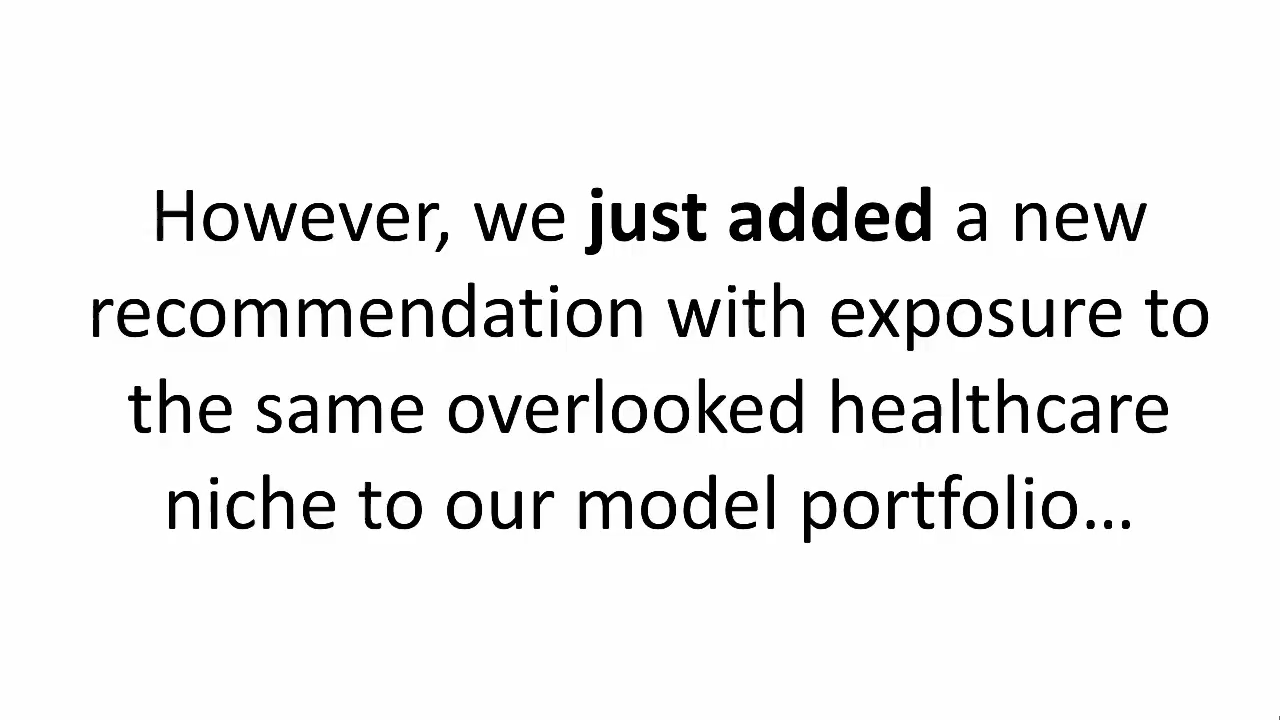 However, we just added a new
recommendation with exposure to
the same overlooked healthcare
niche to our model portfolio…